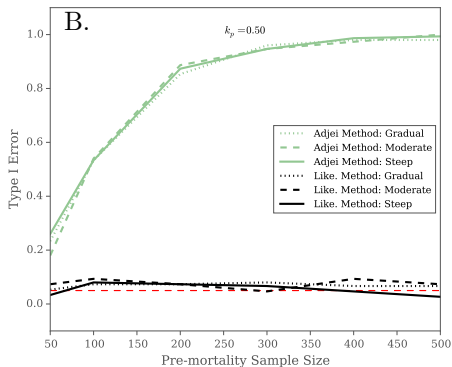 B.
k_p = 0.50
1.0
0.8
0.6
0.4
0.2
0.0
Type I Error
Adjei Method: Gradual
Adjei Method: Moderate
Adjei Method: Steep
Like. Method: Gradual
Like. Method: Moderate
Like. Method: Steep
50 100 150 200 250 300 350 400 450 500
Pre-mortality Sample Size